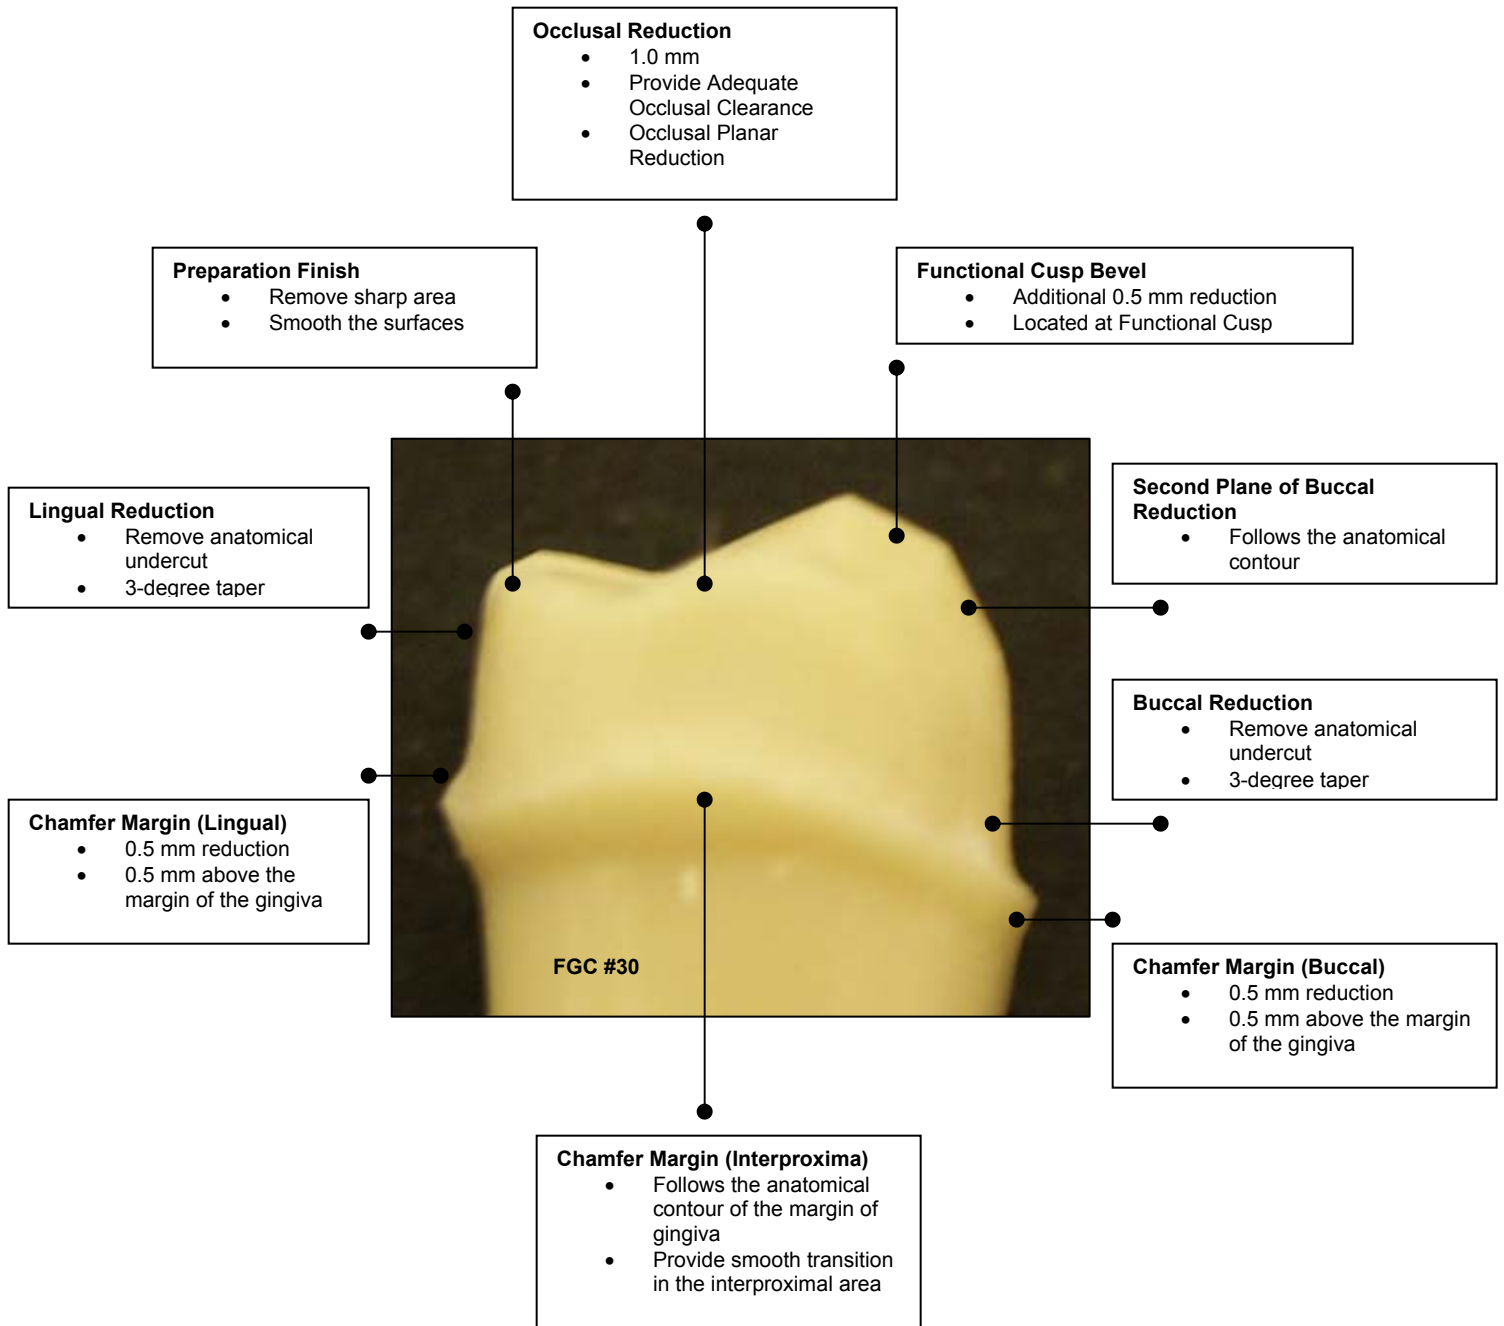 Occlusal Reduction
• 1.0 mm
• Provide Adequate
Occlusal Clearance
• Occlusal Planar
Reduction
Preparation Finish
• Remove sharp area
• Smooth the surfaces
Functional Cusp Bevel
• Additional 0.5 mm reduction
• Located at Functional Cusp
Lingual Reduction
• Remove anatomical
undercut
• 3-degree taper
Second Plane of Buccal
Reduction
• Follows the anatomical
contour
Buccal Reduction
• Remove anatomical
undercut
• 3-degree taper
Chamfer Margin (Lingual)
• 0.5 mm reduction
• 0.5 mm above the
margin of the gingiva
FGC #30
Chamfer Margin (Buccal)
• 0.5 mm reduction
• 0.5 mm above the margin
of the gingiva
Chamfer Margin (Interproxima)
• Follows the anatomical
contour of the margin of
gingiva
• Provide smooth transition
in the interproximal area